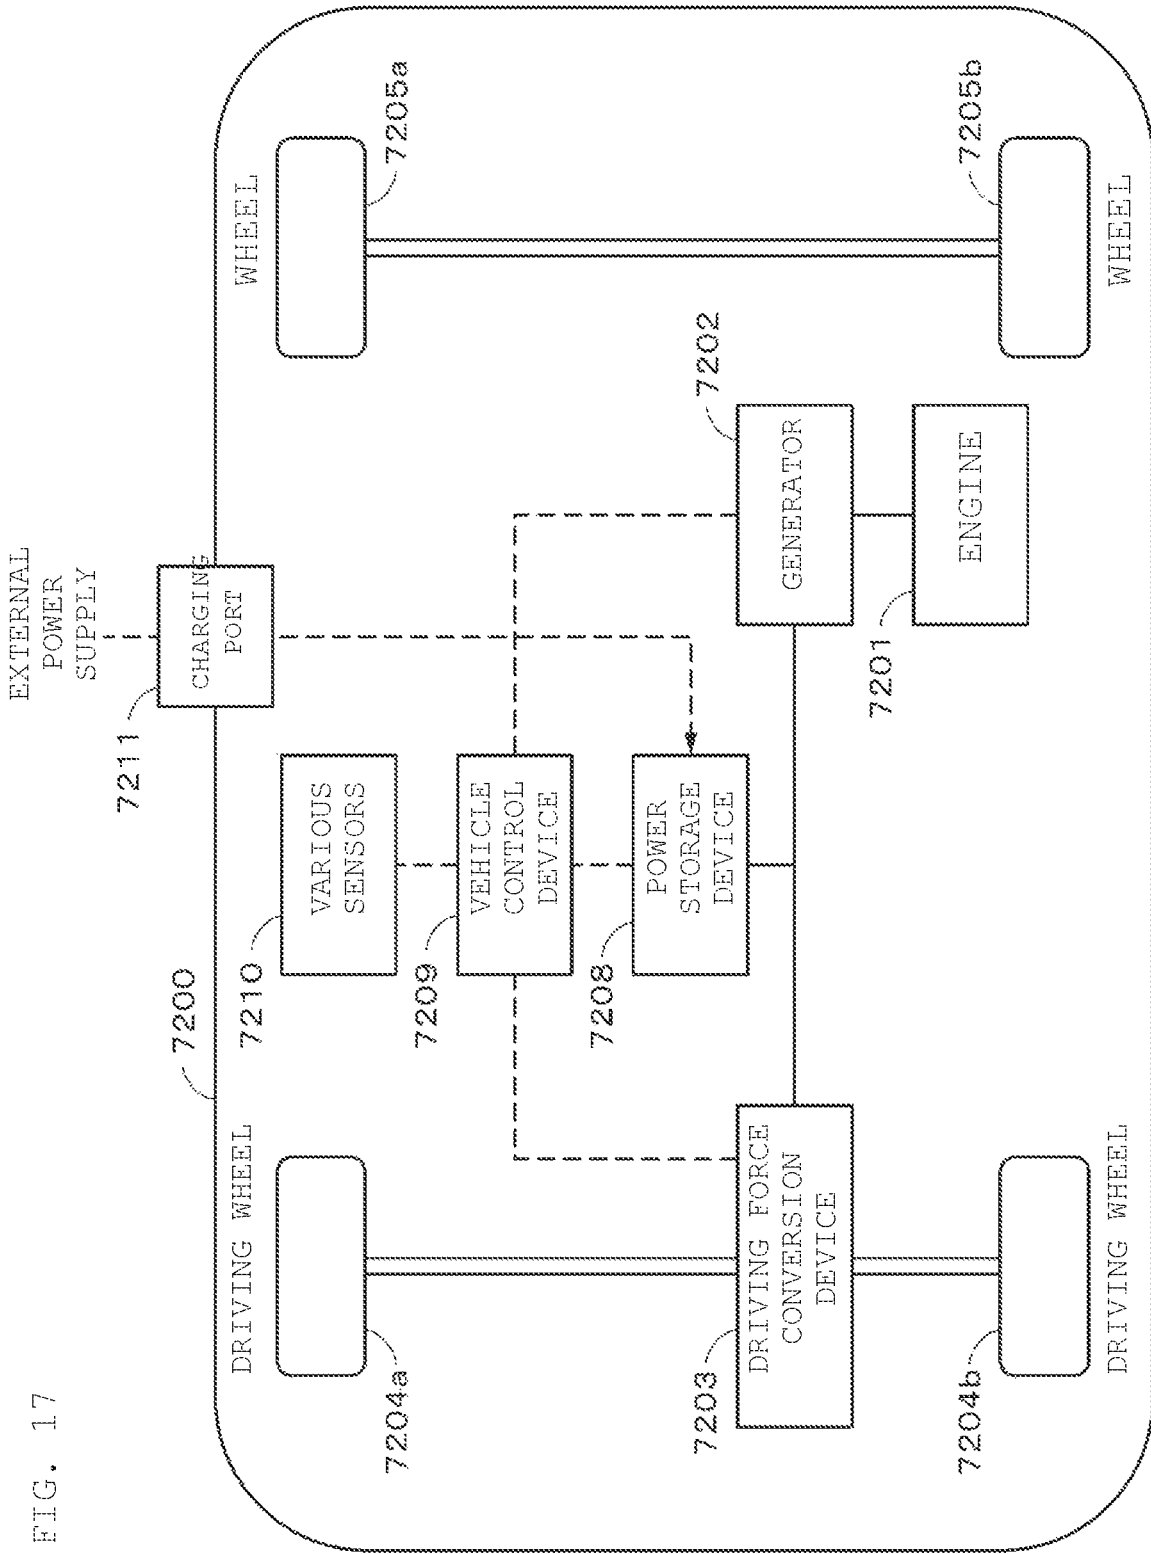 FIG. 17
EXTERNAL
POWER
SUPPLY
7211
CHARGING
PORT
7200
DRIVING WHEEL
WHEEL
7204a
7205a
7210
VARIOUS
SENSORS
7209
VEHICLE
CONTROL
DEVICE
7208
POWER
STORAGE
DEVICE
7202
GENERATOR
7203
DRIVING FORCE
CONVERSION
DEVICE
7201
ENGINE
7204b
7205b
DRIVING WHEEL
WHEEL